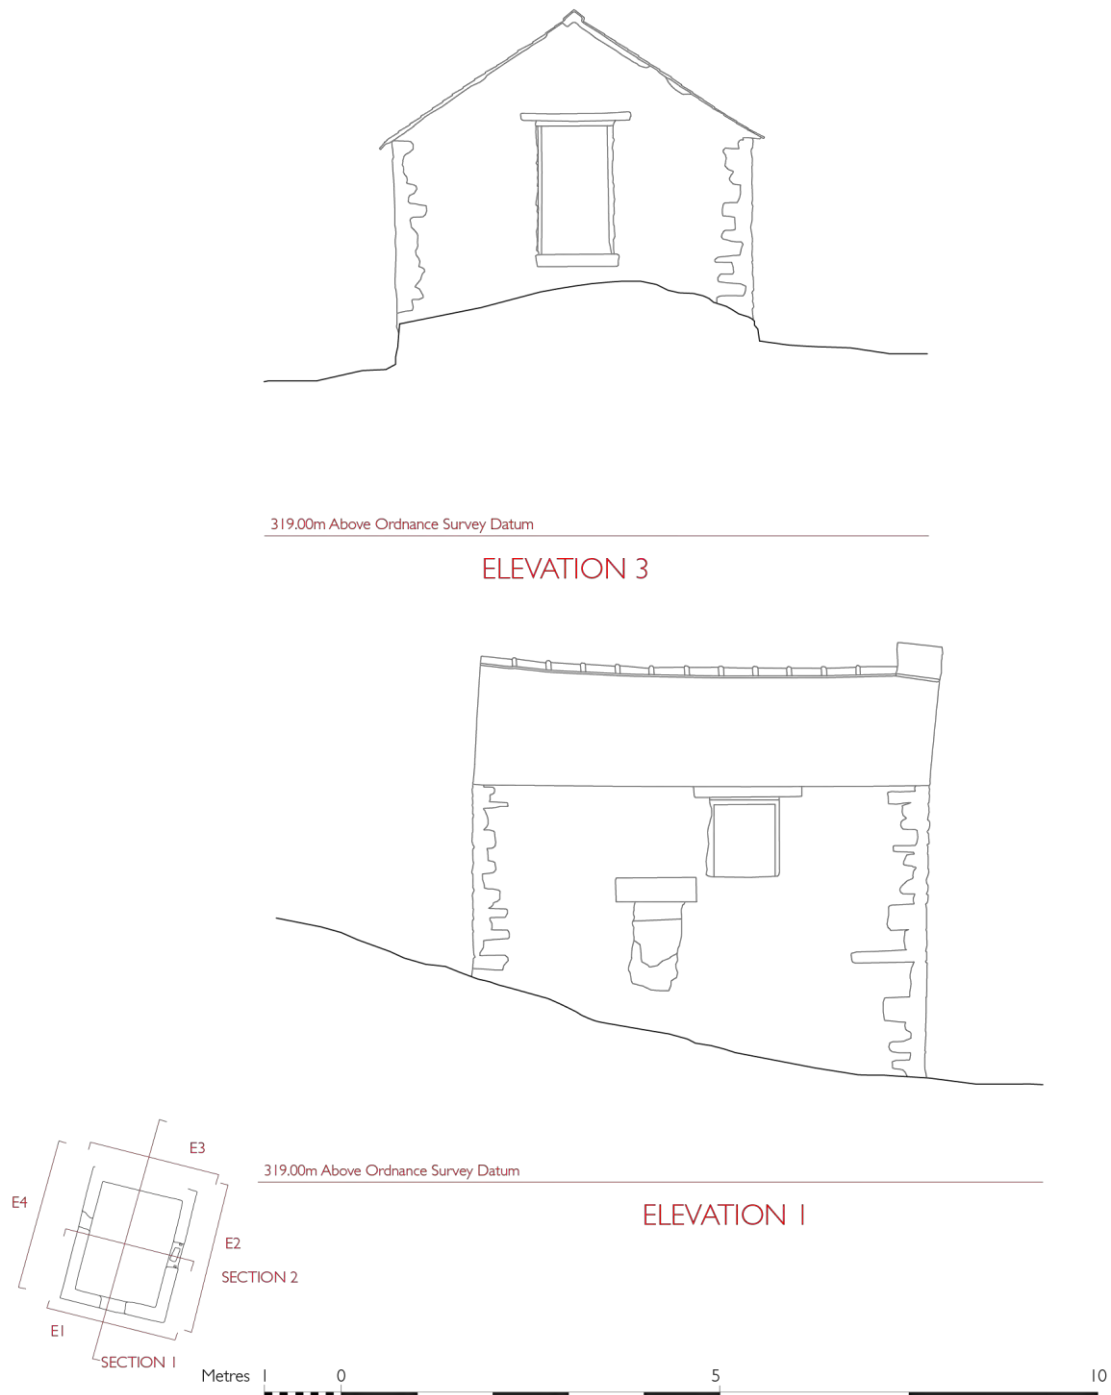 319.00m Above Ordnance Survey Datum
ELEVATION 3
319.00m Above Ordnance Survey Datum
ELEVATION 1
E3
E4
E2
SECTION 2
E1
SECTION 1
Metres 1 0 5 10